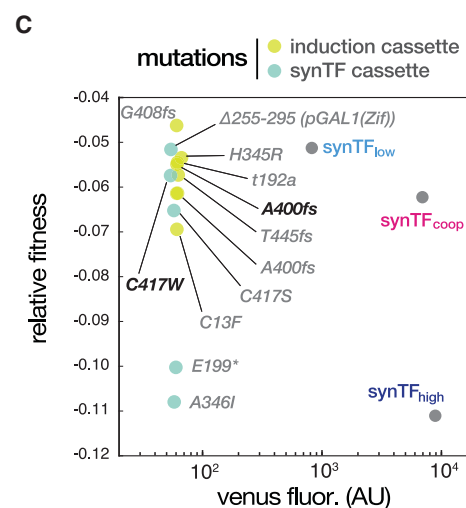 C
mutations
induction cassette
synTF cassette
-0.04
-0.05
-0.06
-0.07
-0.08
-0.09
-0.10
-0.11
-0.12
relative fitness
G408fs
Δ255-295 (pGAL1(Zif))
H345R
t192a
A400fs
T445fs
A400fs
C417S
C417W
C13F
E199*
A346I
synTFlow
synTFcoop
synTFhigh
10²
10³
10⁴
venus fluor. (AU)